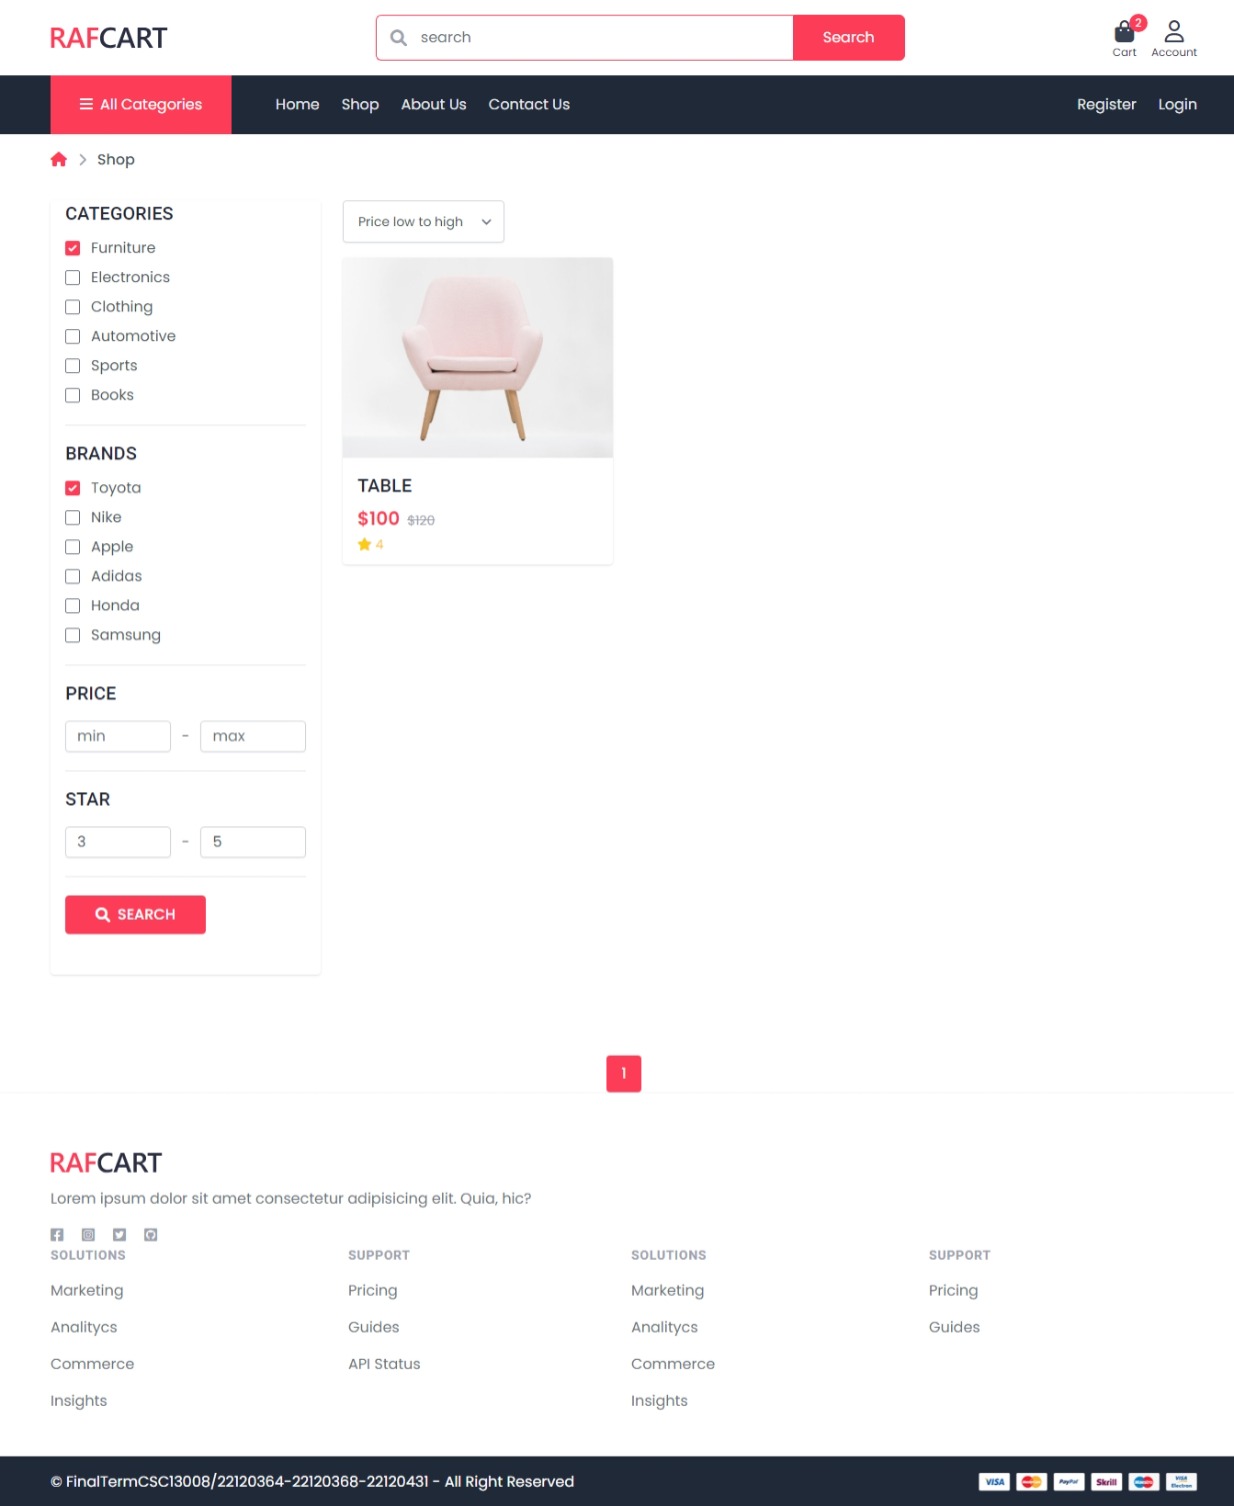 RAFCART
search
Search
2
Cart
Account
All Categories
Home
Shop
About Us
Contact Us
Register
Login
Shop
CATEGORIES
Furniture
Electronics
Clothing
Automotive
Sports
Books
BRANDS
Toyota
Nike
Apple
Adidas
Honda
Samsung
PRICE
min - max
STAR
3 - 5
SEARCH
Price low to high
TABLE
$100 $120
4
1
RAFCART
Lorem ipsum dolor sit amet consectetur adipisicing elit. Quia, hic?
SOLUTIONS
Marketing
Analitycs
Commerce
Insights
SUPPORT
Pricing
Guides
API Status
SOLUTIONS
Marketing
Analitycs
Commerce
Insights
SUPPORT
Pricing
Guides
© FinalTermCSC13008/22120364-22120368-22120431 - All Right Reserved
VISA
PayPal
Skrill
VISA
Electron